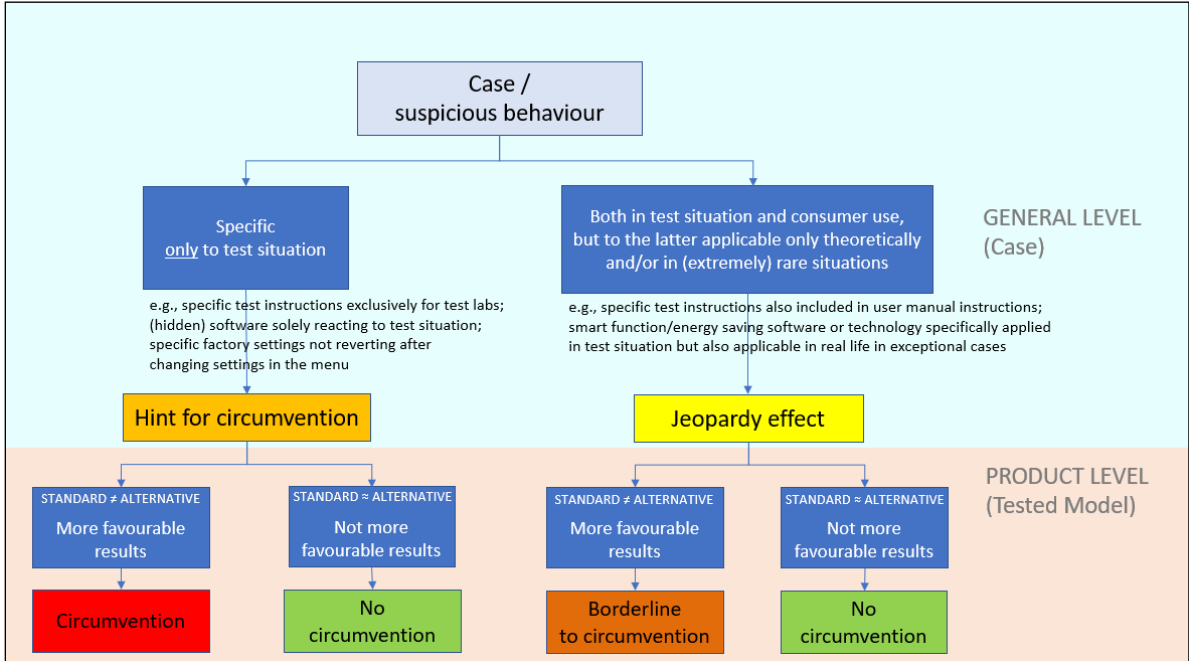 Case /
suspicious behaviour
Specific
only to test situation
Both in test situation and consumer use,
but to the latter applicable only theoretically
and/or in (extremely) rare situations
GENERAL LEVEL
(Case)
e.g., specific test instructions exclusively for test labs;
(hidden) software solely reacting to test situation;
specific factory settings not reverting after
changing settings in the menu
e.g., specific test instructions also included in user manual instructions;
smart function/energy saving software or technology specifically applied
in test situation but also applicable in real life in exceptional cases
Hint for circumvention
Jeopardy effect
PRODUCT LEVEL
(Tested Model)
STANDARD ≠ ALTERNATIVE
More favourable
results
STANDARD ≈ ALTERNATIVE
Not more
favourable results
STANDARD ≠ ALTERNATIVE
More favourable
results
STANDARD ≈ ALTERNATIVE
Not more
favourable results
Circumvention
No
circumvention
Borderline
to circumvention
No
circumvention